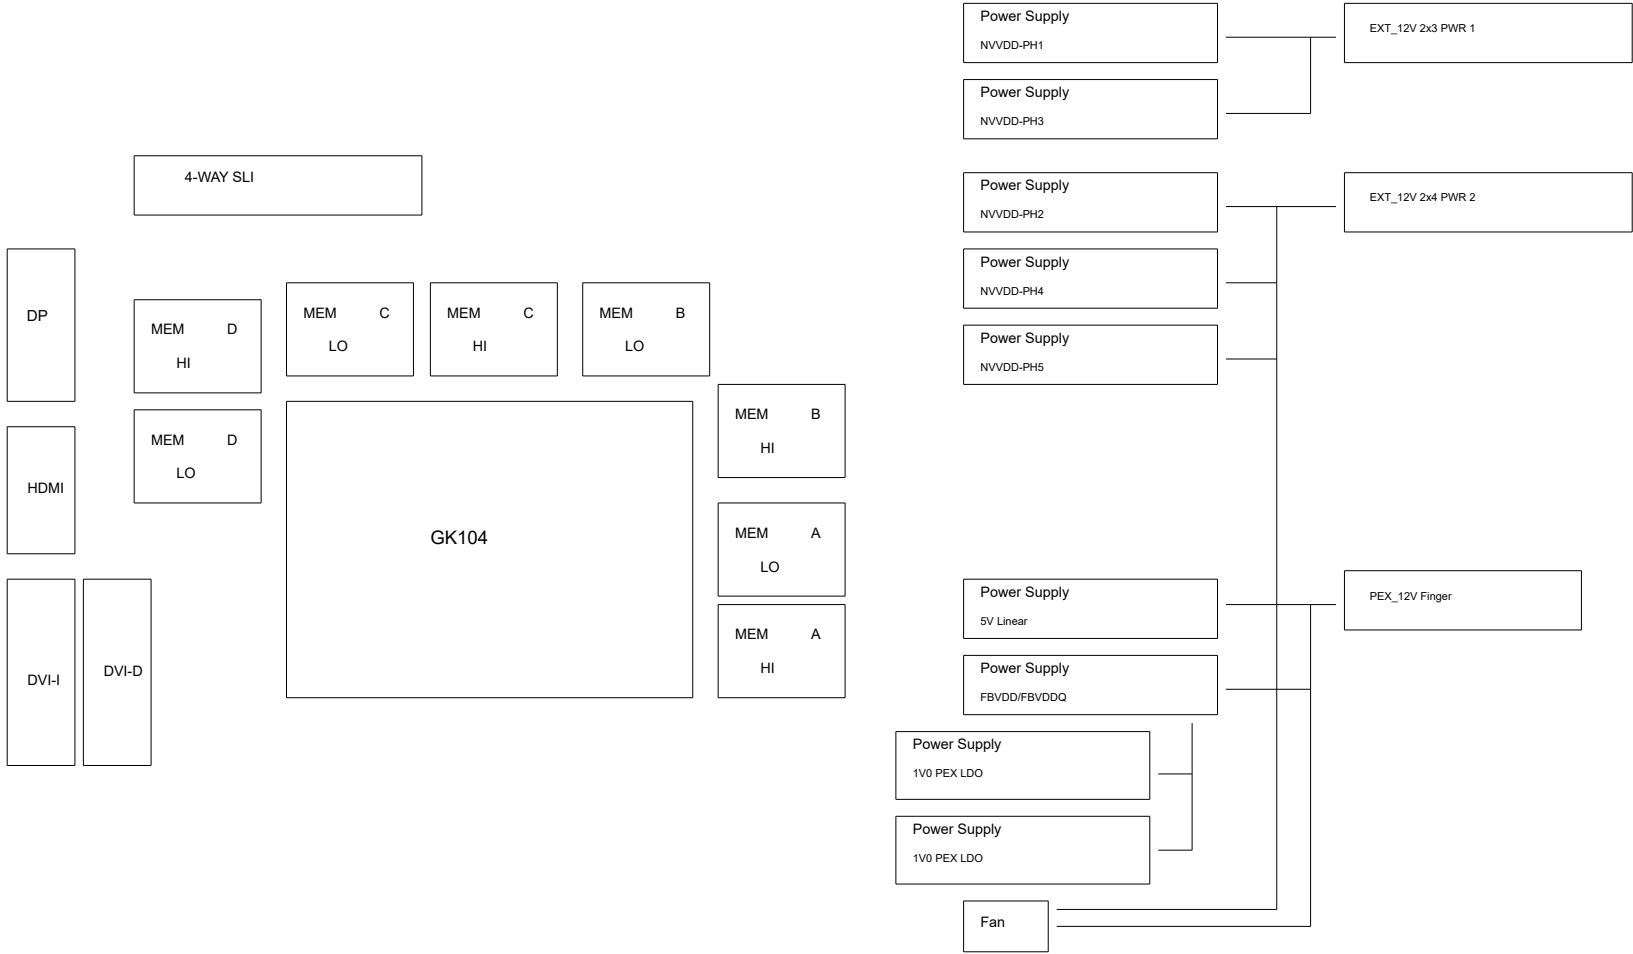 4-WAY SLI
DP
HDMI
DVI-I
DVI-D
MEM D
HI
MEM D
LO
MEM C
LO
MEM C
HI
MEM B
LO
MEM B
HI
MEM A
LO
MEM A
HI
GK104
Power Supply
NVVDD-PH1
Power Supply
NVVDD-PH3
Power Supply
NVVDD-PH2
Power Supply
NVVDD-PH4
Power Supply
NVVDD-PH5
Power Supply
5V Linear
Power Supply
FBVDD/FBVDDQ
Power Supply
1V0 PEX LDO
Power Supply
1V0 PEX LDO
Fan
EXT_12V 2x3 PWR 1
EXT_12V 2x4 PWR 2
PEX_12V Finger